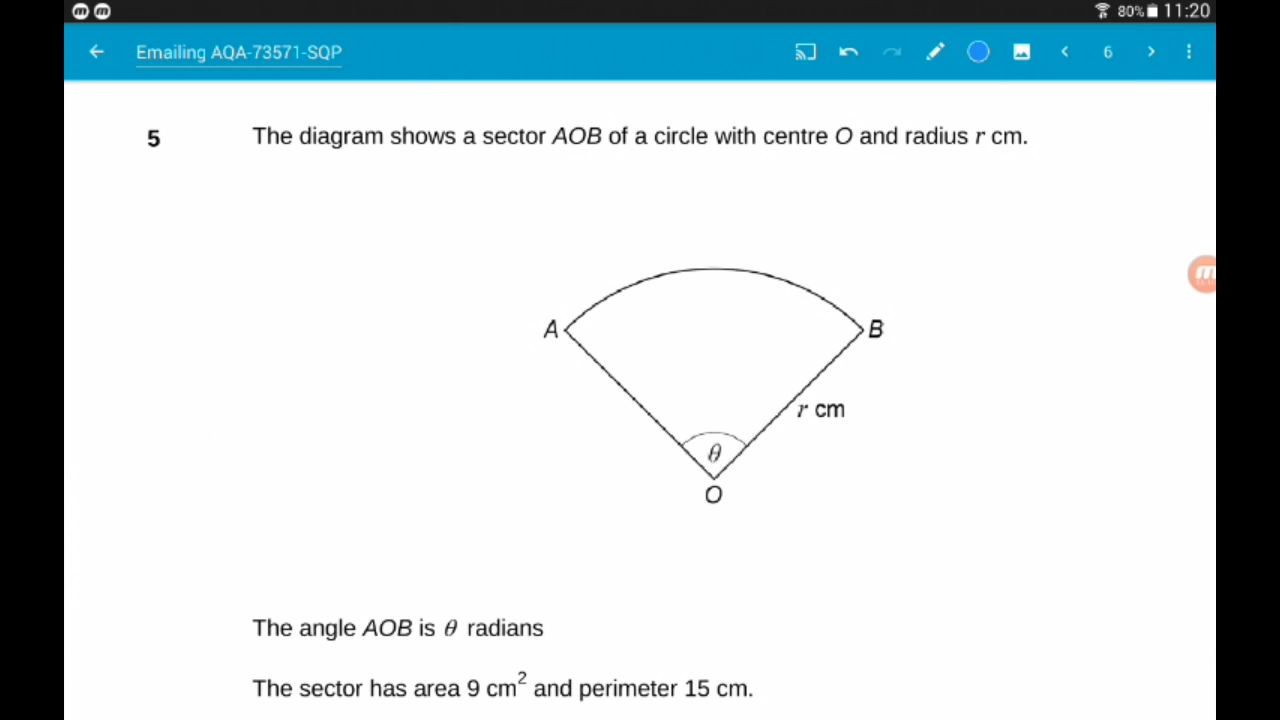 80% 11:20
Emailing AQA-73571-SQP
6
5 The diagram shows a sector AOB of a circle with centre O and radius r cm.
A
B
r cm
θ
O
The angle AOB is θ radians
The sector has area 9 cm² and perimeter 15 cm.